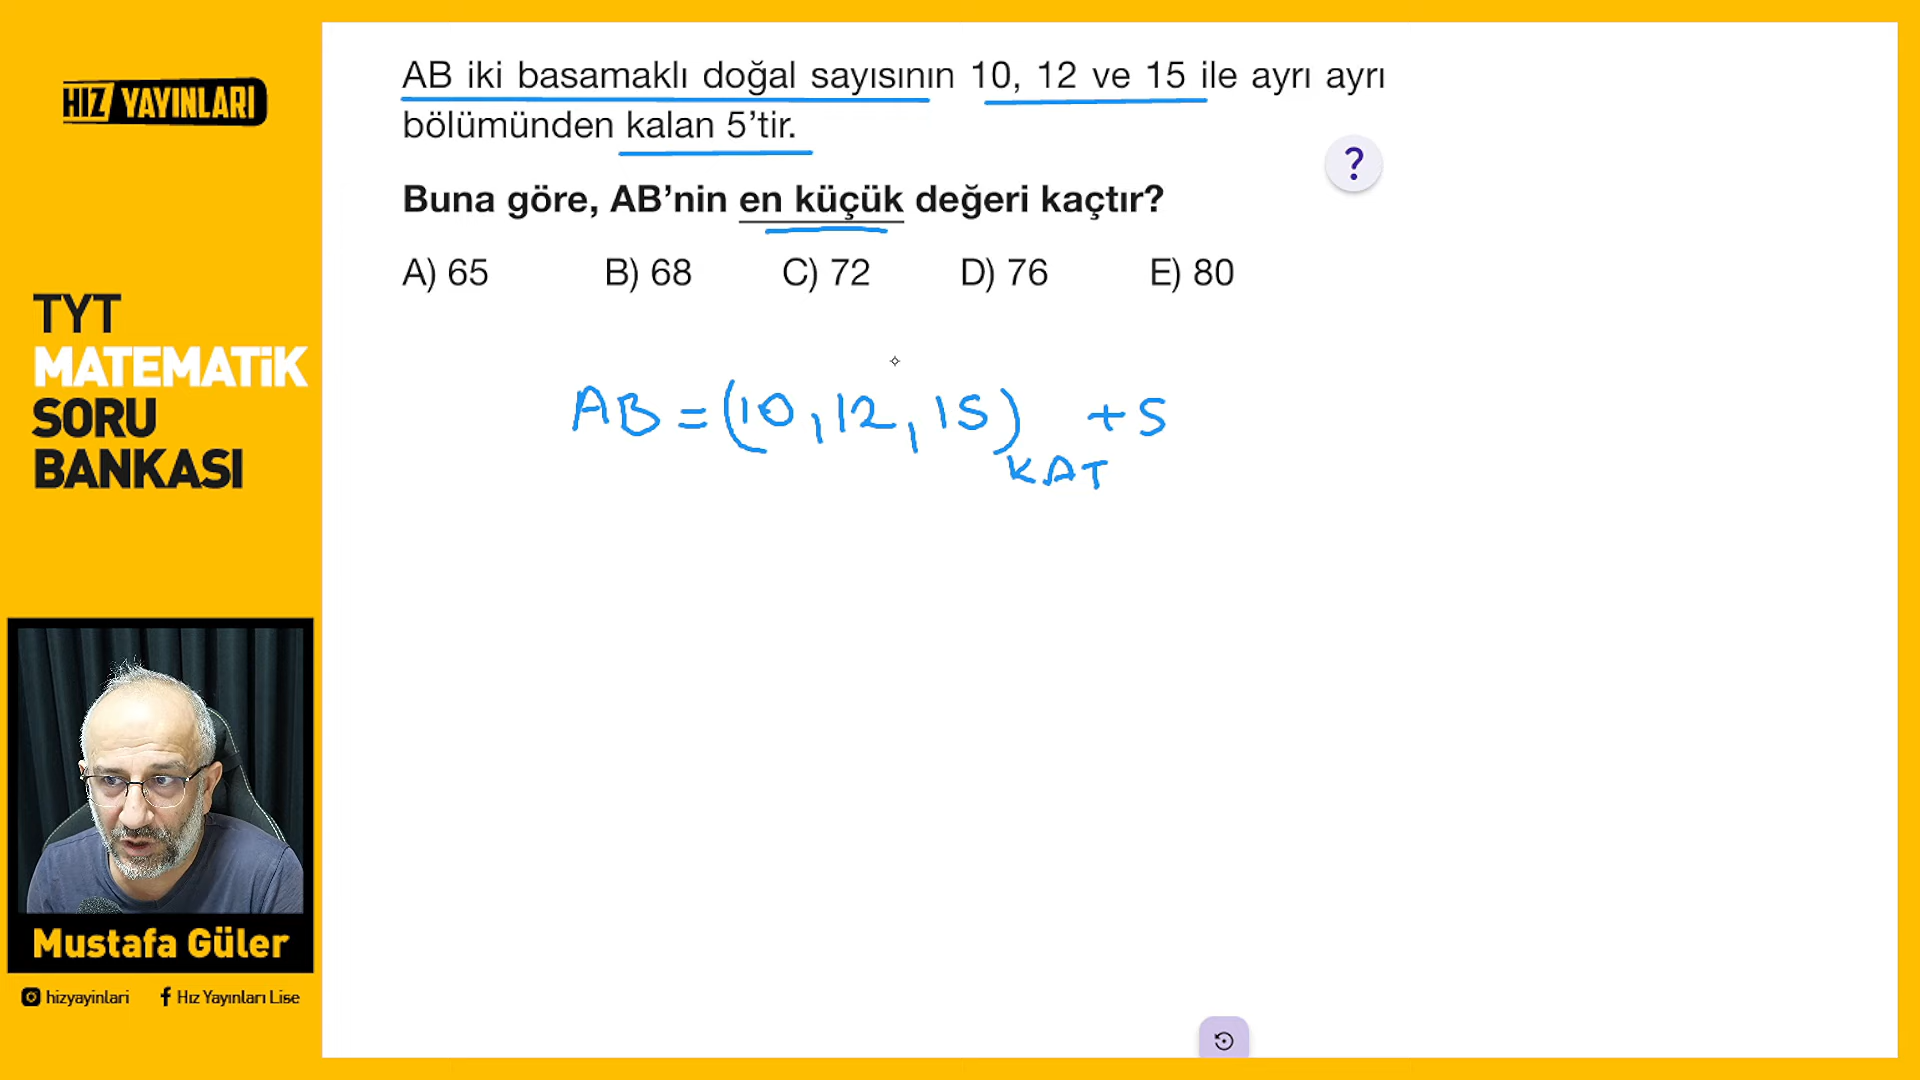 HIZ YAYINLARI
TYT
MATEMATİK
SORU
BANKASI
AB iki basamaklı doğal sayısının 10, 12 ve 15 ile ayrı ayrı
bölümünden kalan 5’tir.
?
Buna göre, AB’nin en küçük değeri kaçtır?
A) 65 B) 68 C) 72 D) 76 E) 80
AB = (10, 12, 15) + 5
KAT
Mustafa Güler
hizyayinlari Hız Yayınları Lise